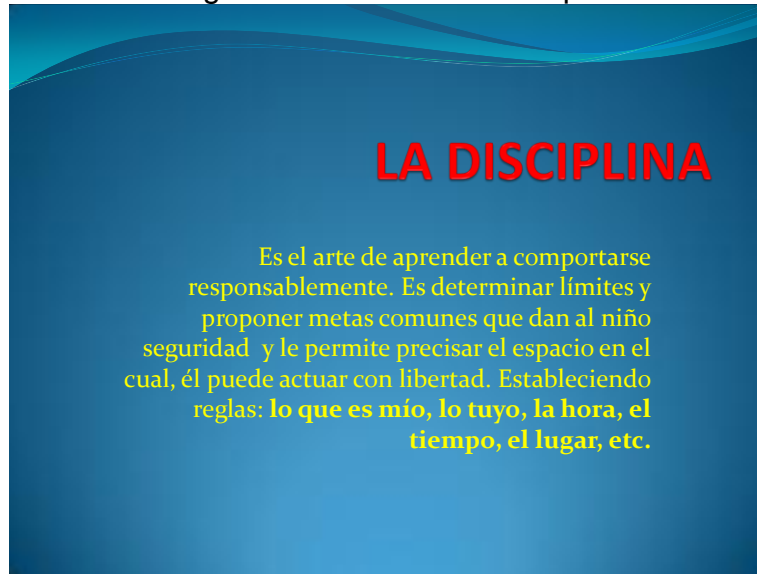 LA DISCIPLINA
Es el arte de aprender a comportarse
responsablemente. Es determinar límites y
proponer metas comunes que dan al niño
seguridad y le permite precisar el espacio en el
cual, él puede actuar con libertad. Estableciendo
reglas: lo que es mío, lo tuyo, la hora, el
tiempo, el lugar, etc.